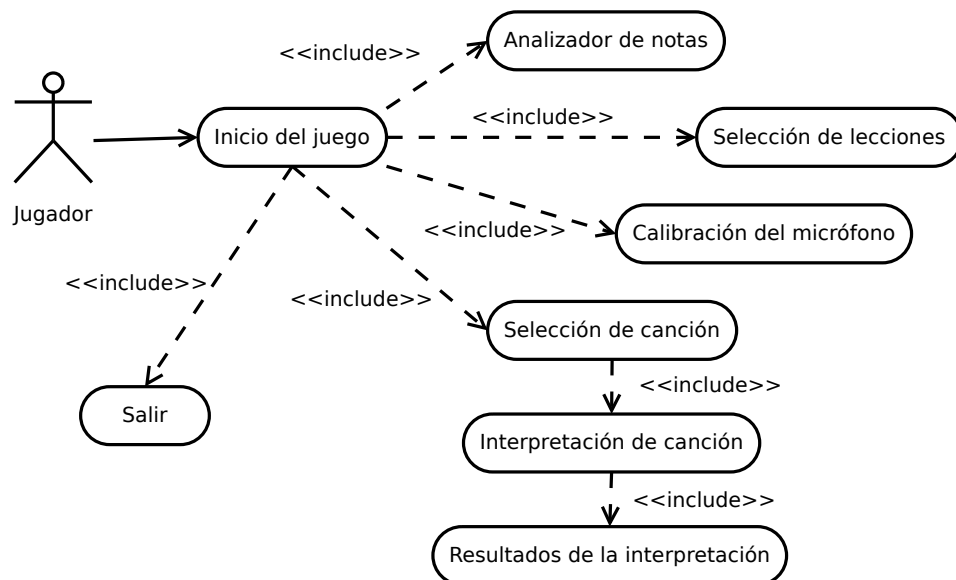 Analizador de notas
<<include>>
<<include>>
Inicio del juego
Selección de lecciones
Jugador
<<include>>
Calibración del micrófono
<<include>>
<<include>>
Selección de canción
<<include>>
Salir
Interpretación de canción
<<include>>
Resultados de la interpretación